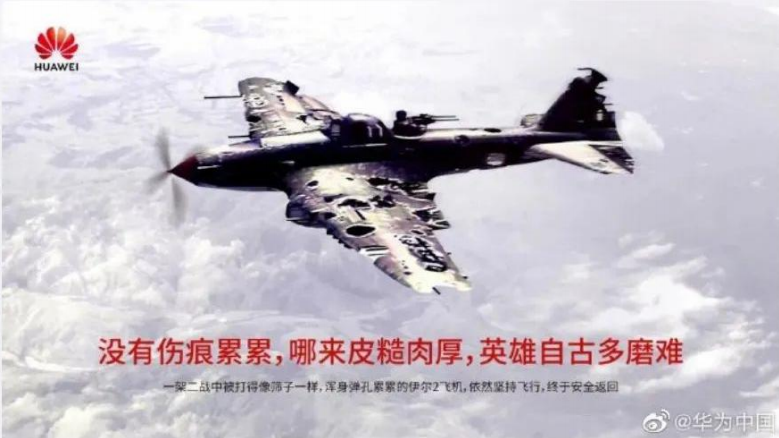 HUAWEI
没有伤痕累累，哪来皮糙肉厚，英雄自古多磨难
一架二战中被打得像筛子一样，浑身弹孔累累的伊尔2飞机，依然坚持飞行，终于安全返回
@华为中国